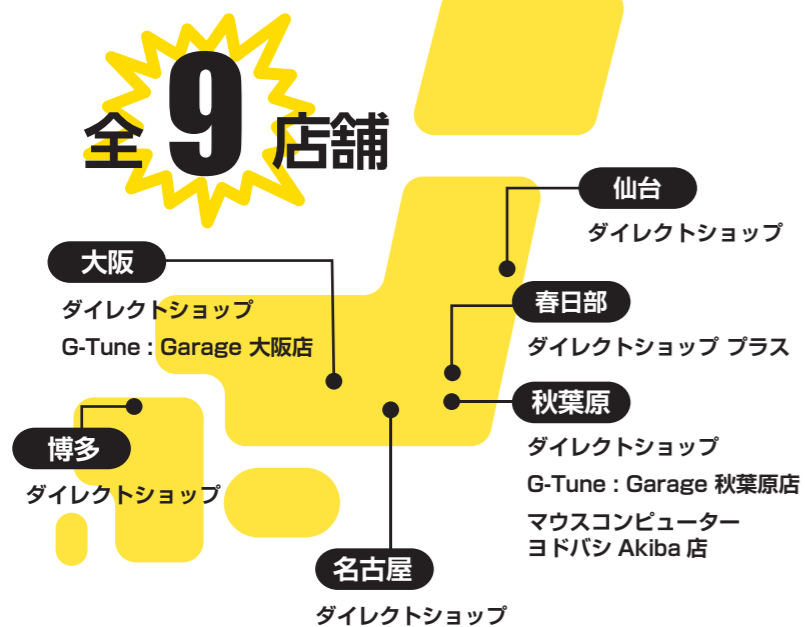 全9店舗
仙台
ダイレクトショップ
大阪
ダイレクトショップ
G-Tune : Garage 大阪店
春日部
ダイレクトショップ プラス
秋葉原
ダイレクトショップ
G-Tune : Garage 秋葉原店
マウスコンピューター
ヨドバシ Akiba 店
博多
ダイレクトショップ
名古屋
ダイレクトショップ